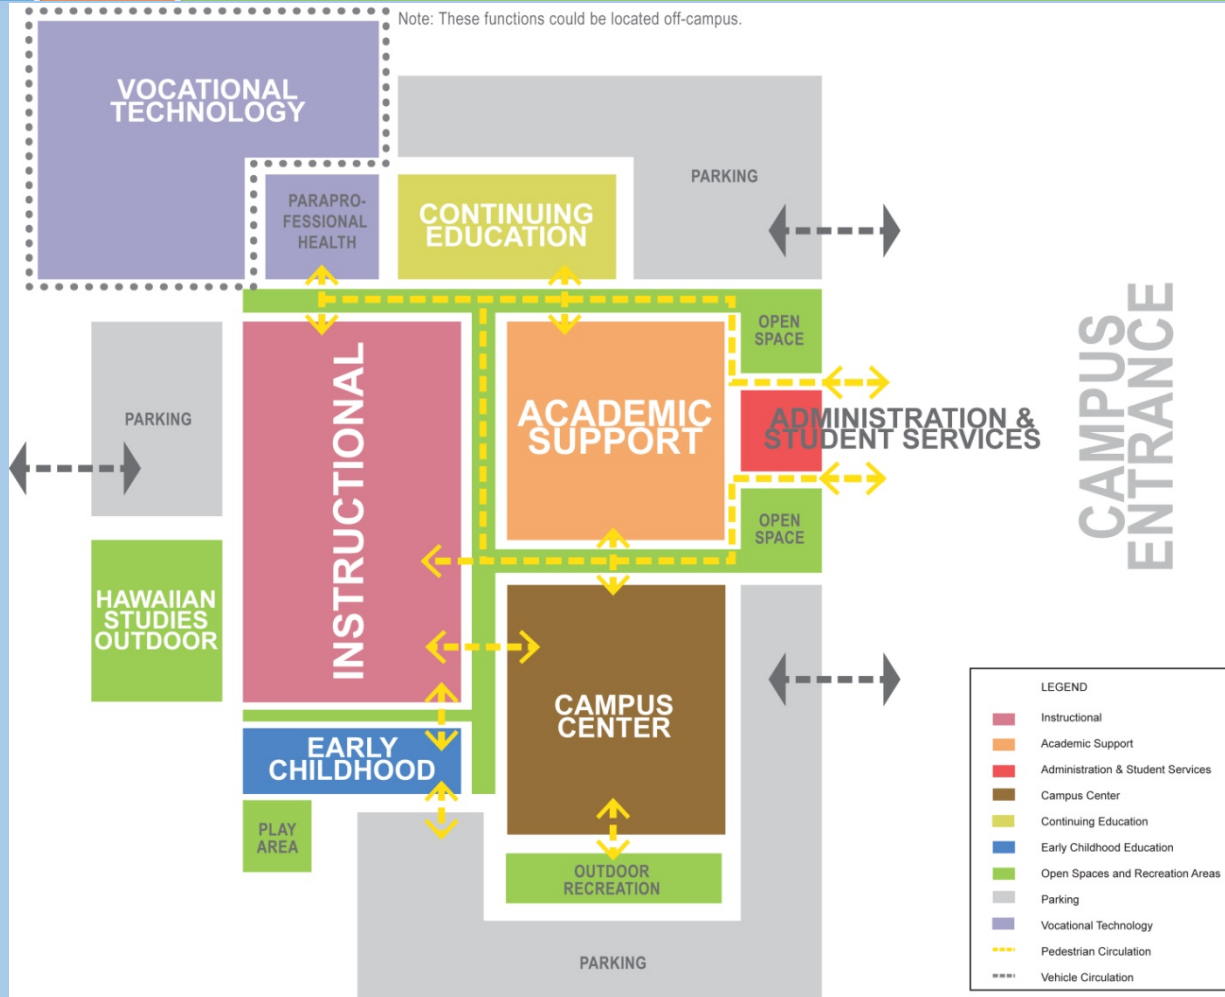 Note: These functions could be located off-campus.
VOCATIONAL
TECHNOLOGY
PARKING
PARAPRO-
FESSIONAL
HEALTH
CONTINUING
EDUCATION
OPEN
SPACE
PARKING
INSTRUCTIONAL
ACADEMIC
SUPPORT
ADMINISTRATION &
STUDENT SERVICES
CAMPUS
ENTRANCE
OPEN
SPACE
HAWAIIAN
STUDIES
OUTDOOR
CAMPUS
CENTER
EARLY
CHILDHOOD
PLAY
AREA
OUTDOOR
RECREATION
PARKING
LEGEND
Instructional
Academic Support
Administration & Student Services
Campus Center
Continuing Education
Early Childhood Education
Open Spaces and Recreation Areas
Parking
Vocational Technology
Pedestrian Circulation
Vehicle Circulation